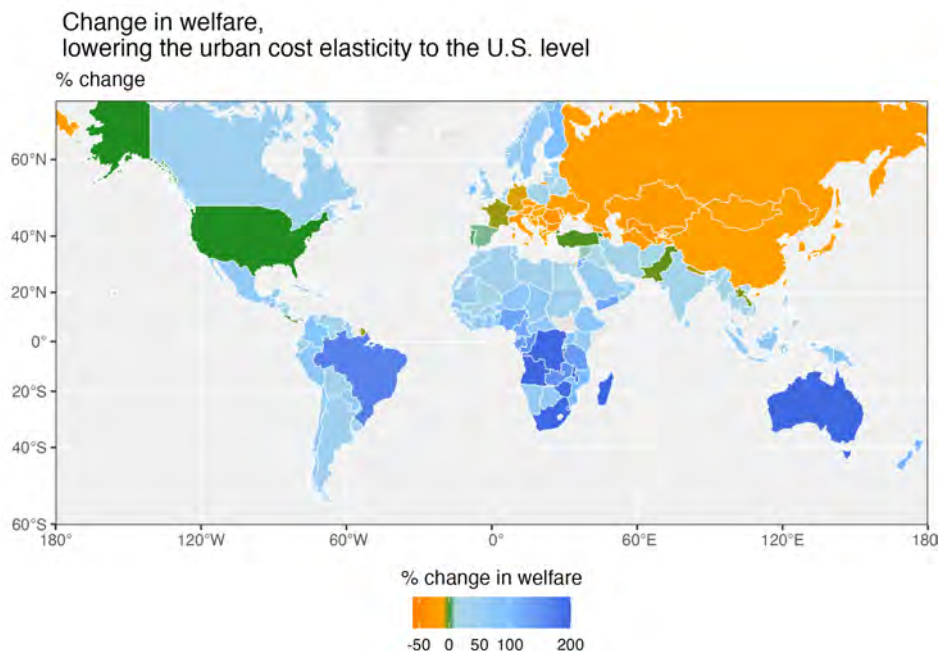 Change in welfare,
lowering the urban cost elasticity to the U.S. level
% change
60°N
40°N
20°N
0°
20°S
40°S
60°S
180° 120°W 60°W 0° 60°E 120°E 180
% change in welfare
-50 0 50 100 200